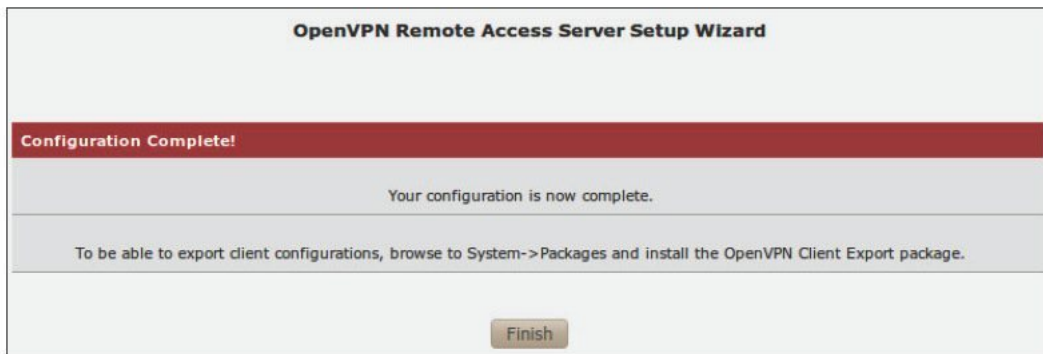 OpenVPN Remote Access Server Setup Wizard
Configuration Complete!
Your configuration is now complete.
To be able to export client configurations, browse to System->Packages and install the OpenVPN Client Export package.
Finish